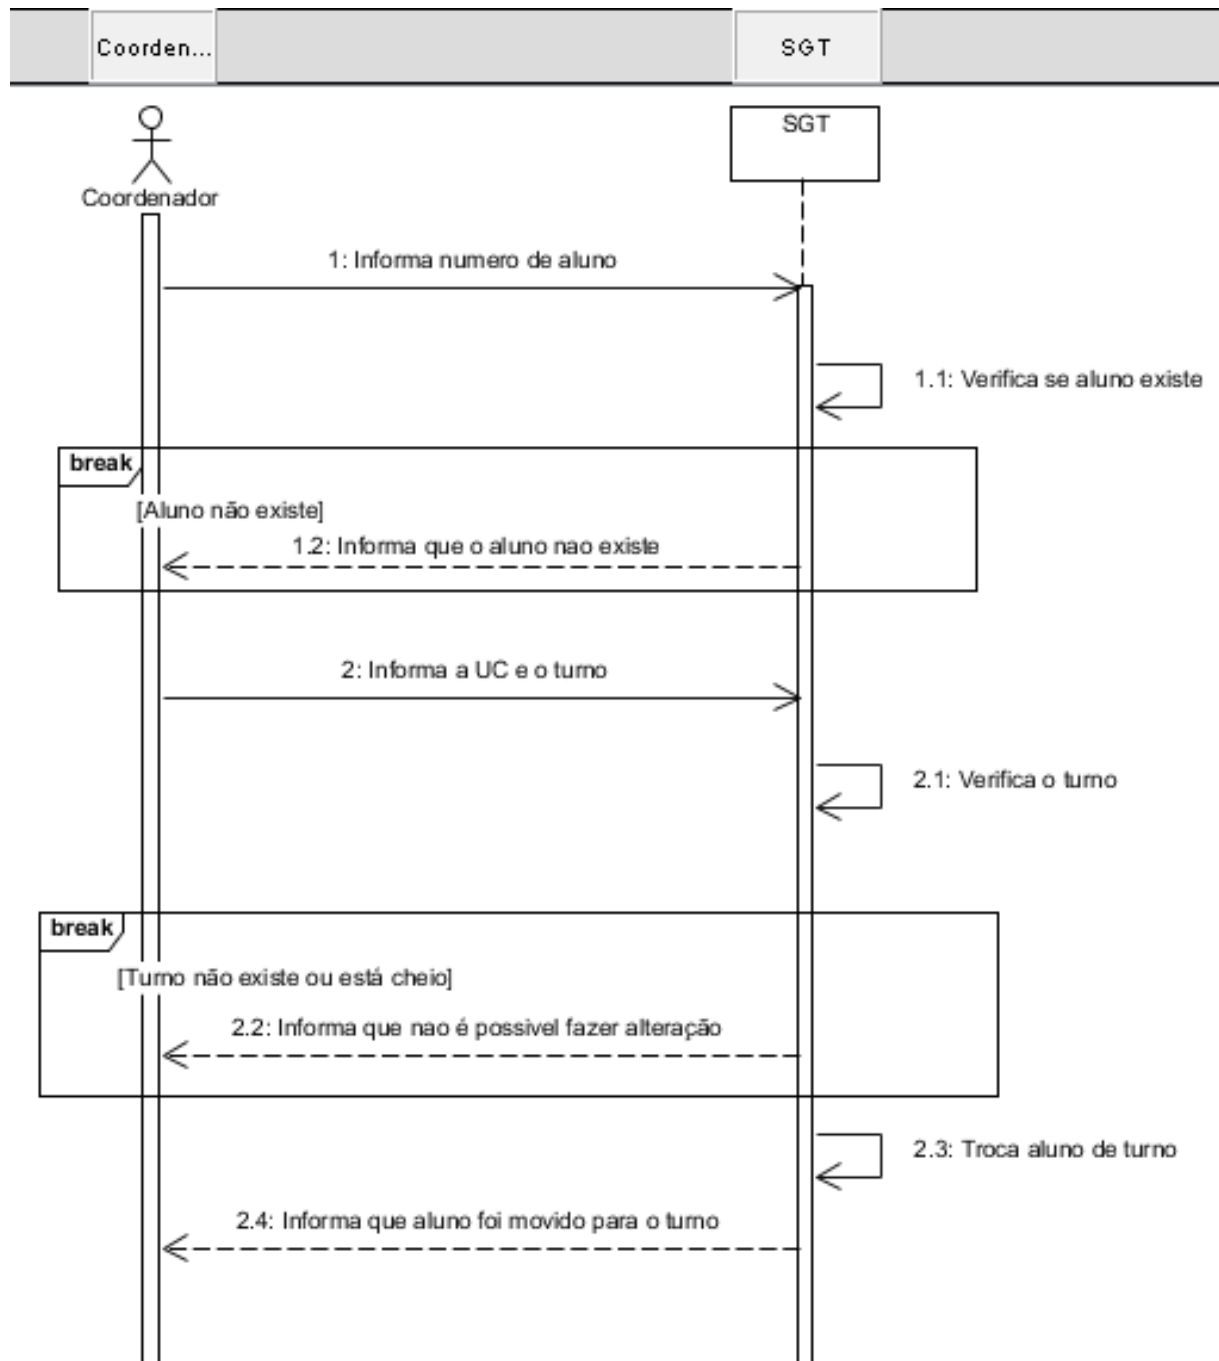 Coorden...
SGT
SGT
Coordenador
1: Informa numero de aluno
1.1: Verifica se aluno existe
break
[Aluno não existe]
1.2: Informa que o aluno nao existe
2: Informa a UC e o turno
2.1: Verifica o turno
break
[Turno não existe ou está cheio]
2.2: Informa que nao é possivel fazer alteração
2.3: Troca aluno de turno
2.4: Informa que aluno foi movido para o turno